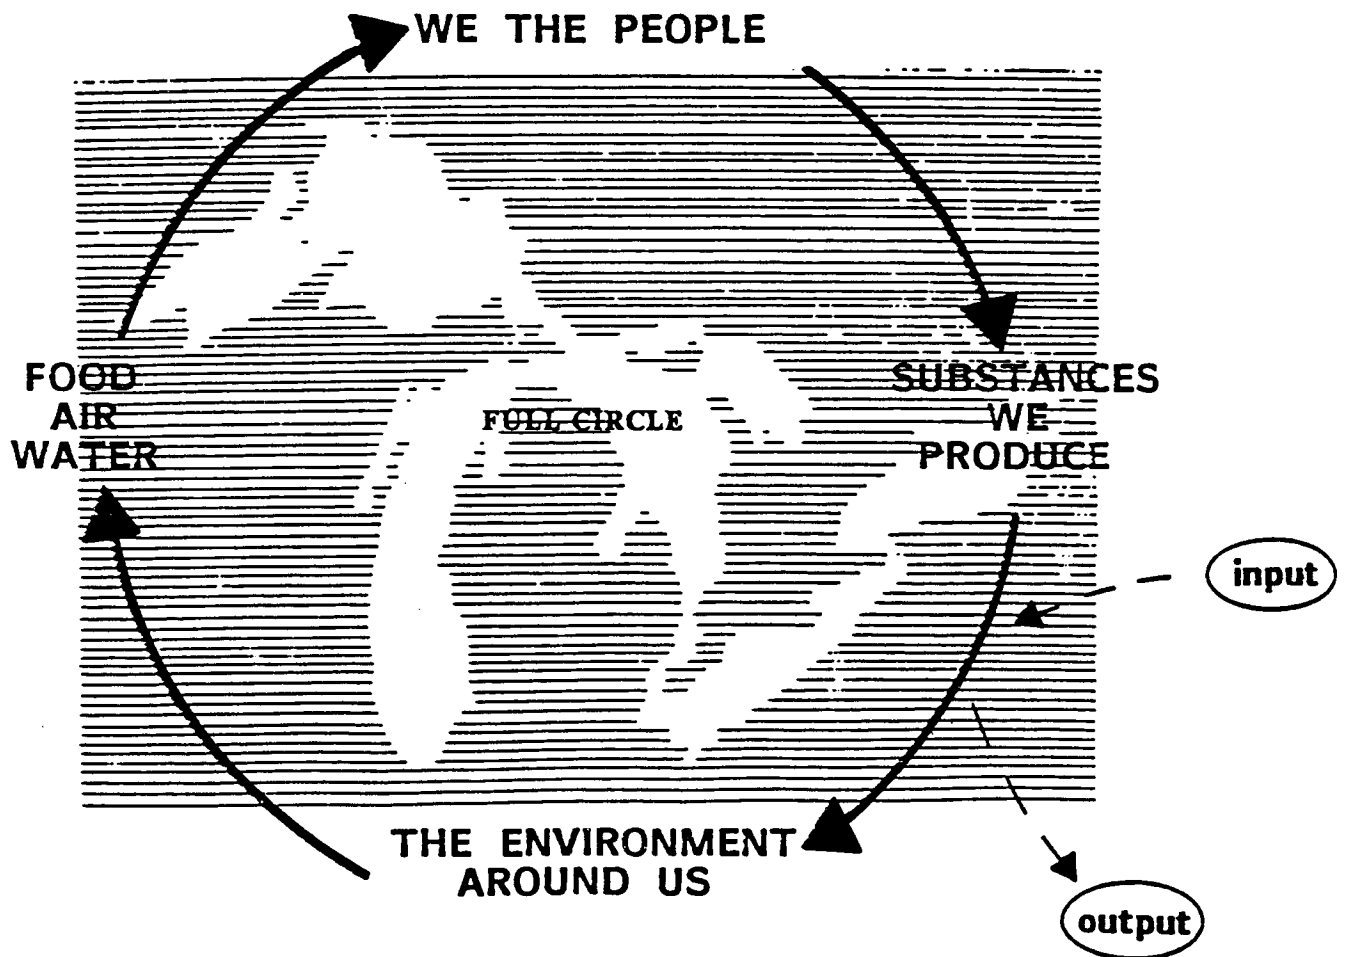 WE THE PEOPLE
FOOD
AIR
WATER
FULL CIRCLE
SUBSTANCES
WE
PRODUCE
input
THE ENVIRONMENT
AROUND US
output